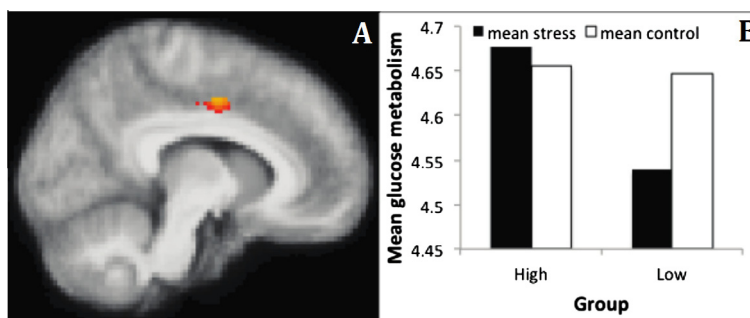 A
B
mean stress mean control
Mean glucose metabolism
4.7
4.65
4.6
4.55
4.5
4.45
High Low
Group